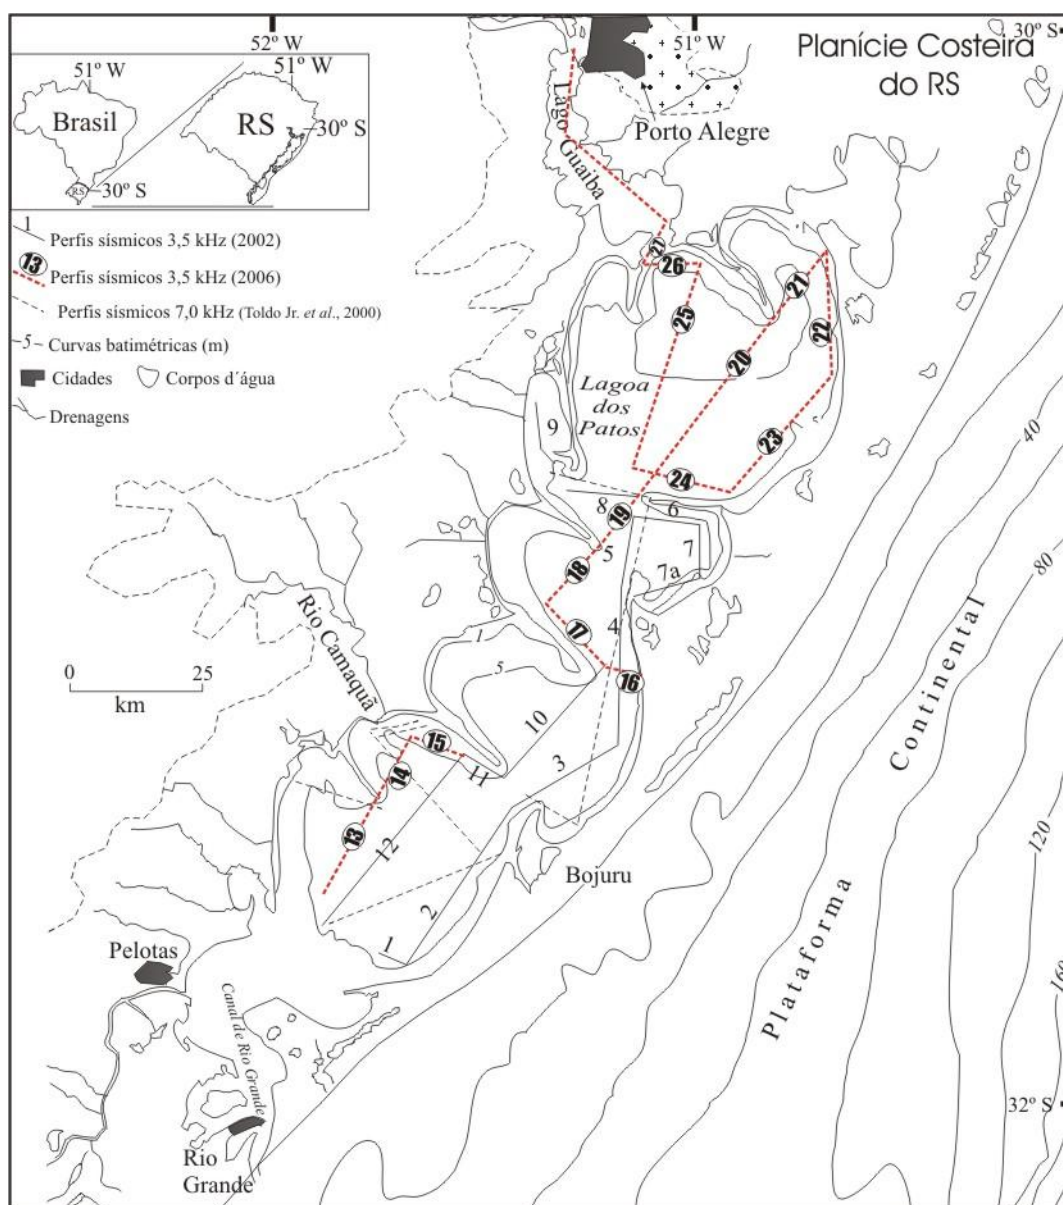 30º S
52º W
51º W
Planície Costeira
do RS
51º W
51º W
Brasil
RS
30º S
RS
30º S
Lago Guaíba
Porto Alegre
1
Perfis sísmicos 3,5 kHz (2002)
13
Perfis sísmicos 3,5 kHz (2006)
Perfis sísmicos 7,0 kHz (Toldo Jr. et al., 2000)
5
Curvas batimétricas (m)
Cidades
Corpos d´água
Drenagens
27
26
21
25
22
20
Lagoa
dos
Patos
9
23
40
24
8
19
6
5
7
18
7a
80
Rio Camaquã
1
17
4
0
25
km
5
16
10
15
3
11
14
13
12
120
Bojuru
2
1
Plataforma Continental
160
Pelotas
Canal de Rio Grande
32º S
Rio
Grande